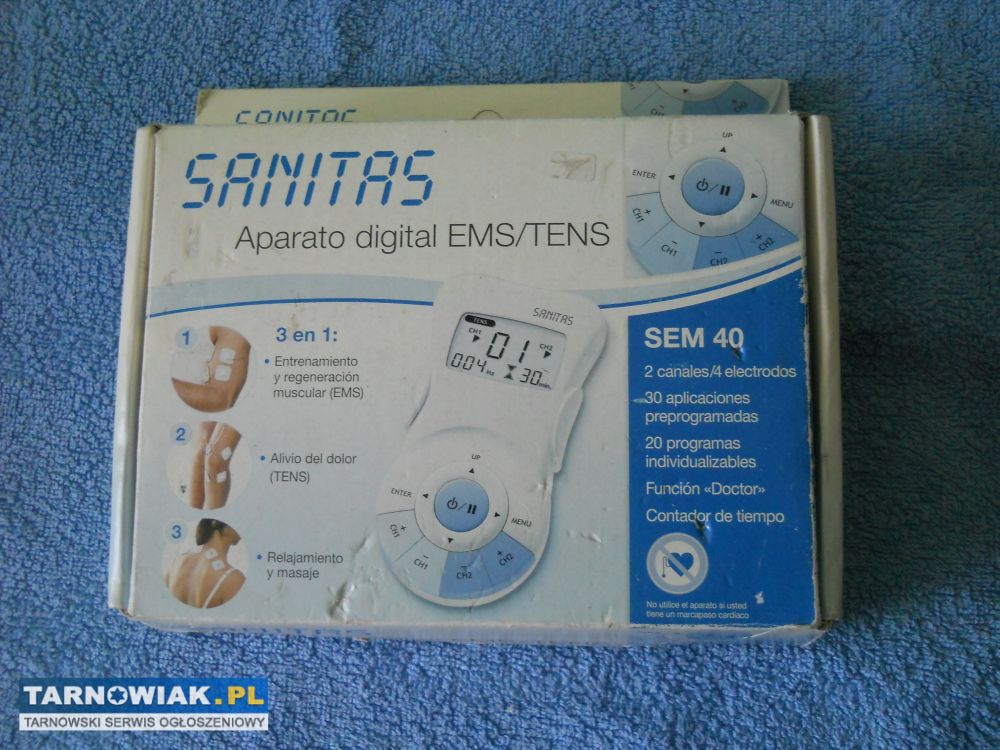 SANITAS
SANITAS
Aparato digital EMS/TENS
UP
ENTER
MENU
+
CH1
−
CH1
−
CH2
+
CH2
3 en 1:
1
• Entrenamiento
y regeneración
muscular (EMS)
2
• Alivio del dolor
(TENS)
3
• Relajamiento
y masaje
SANITAS
TENS
CH1
01
CH2
004 Hz
30 min.
UP
ENTER
MENU
+
CH1
−
CH1
−
CH2
+
CH2
SEM 40
2 canales/4 electrodos
30 aplicaciones
preprogramadas
20 programas
individualizables
Función «Doctor»
Contador de tiempo
No utilice el aparato si usted
tiene un marcapaso cardíaco
TARNOWIAK.PL
TARNOWSKI SERWIS OGŁOSZENIOWY